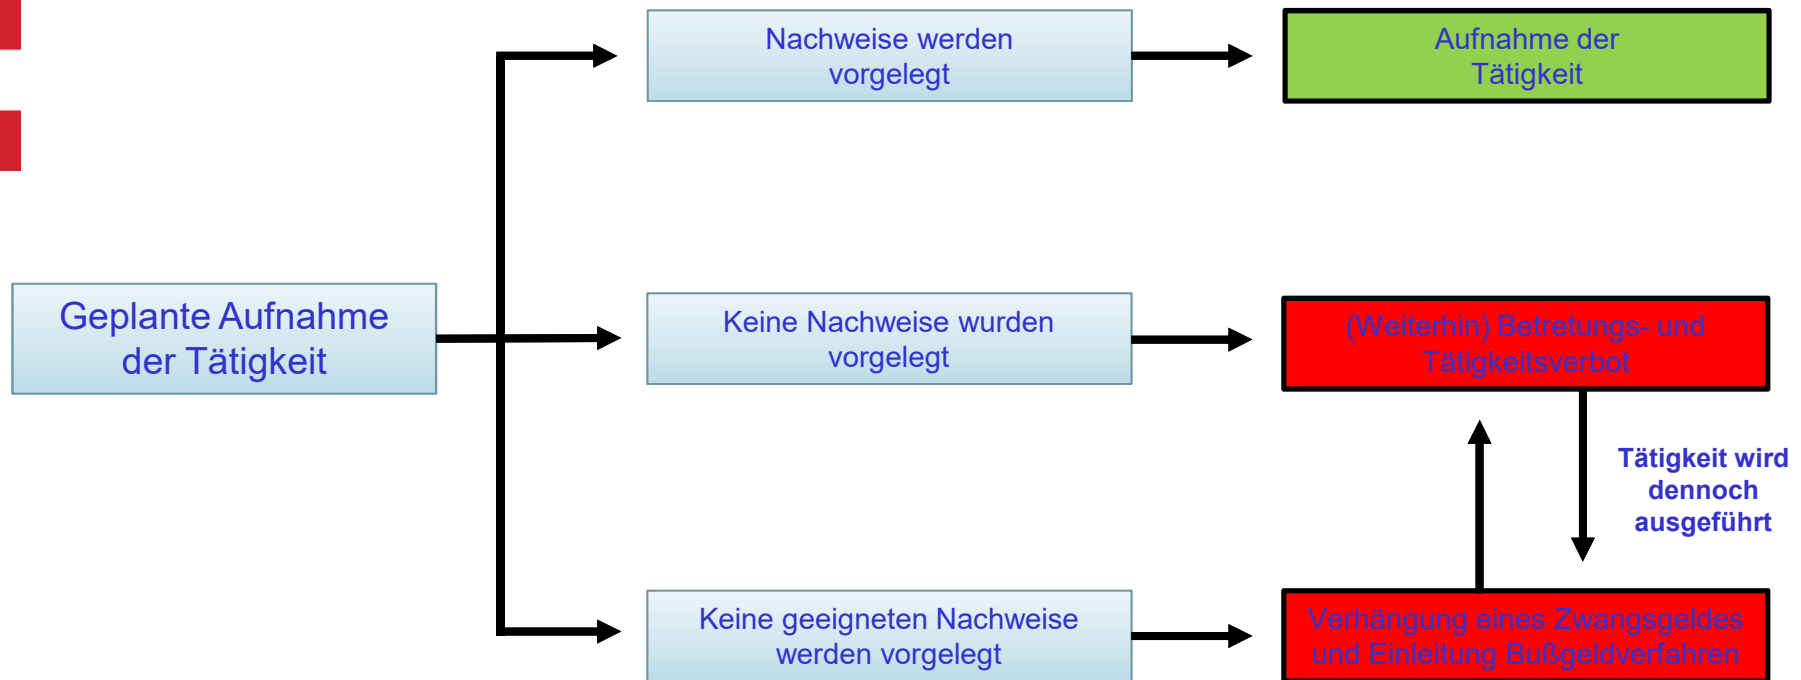 Nachweise werden
vorgelegt
Aufnahme der
Tätigkeit
Geplante Aufnahme
der Tätigkeit
Keine Nachweise wurden
vorgelegt
(Weiterhin) Betretungs- und
Tätigkeitsverbot
Tätigkeit wird
dennoch
ausgeführt
Keine geeigneten Nachweise
werden vorgelegt
Verhängung eines Zwangsgeldes
und Einleitung Bußgeldverfahren